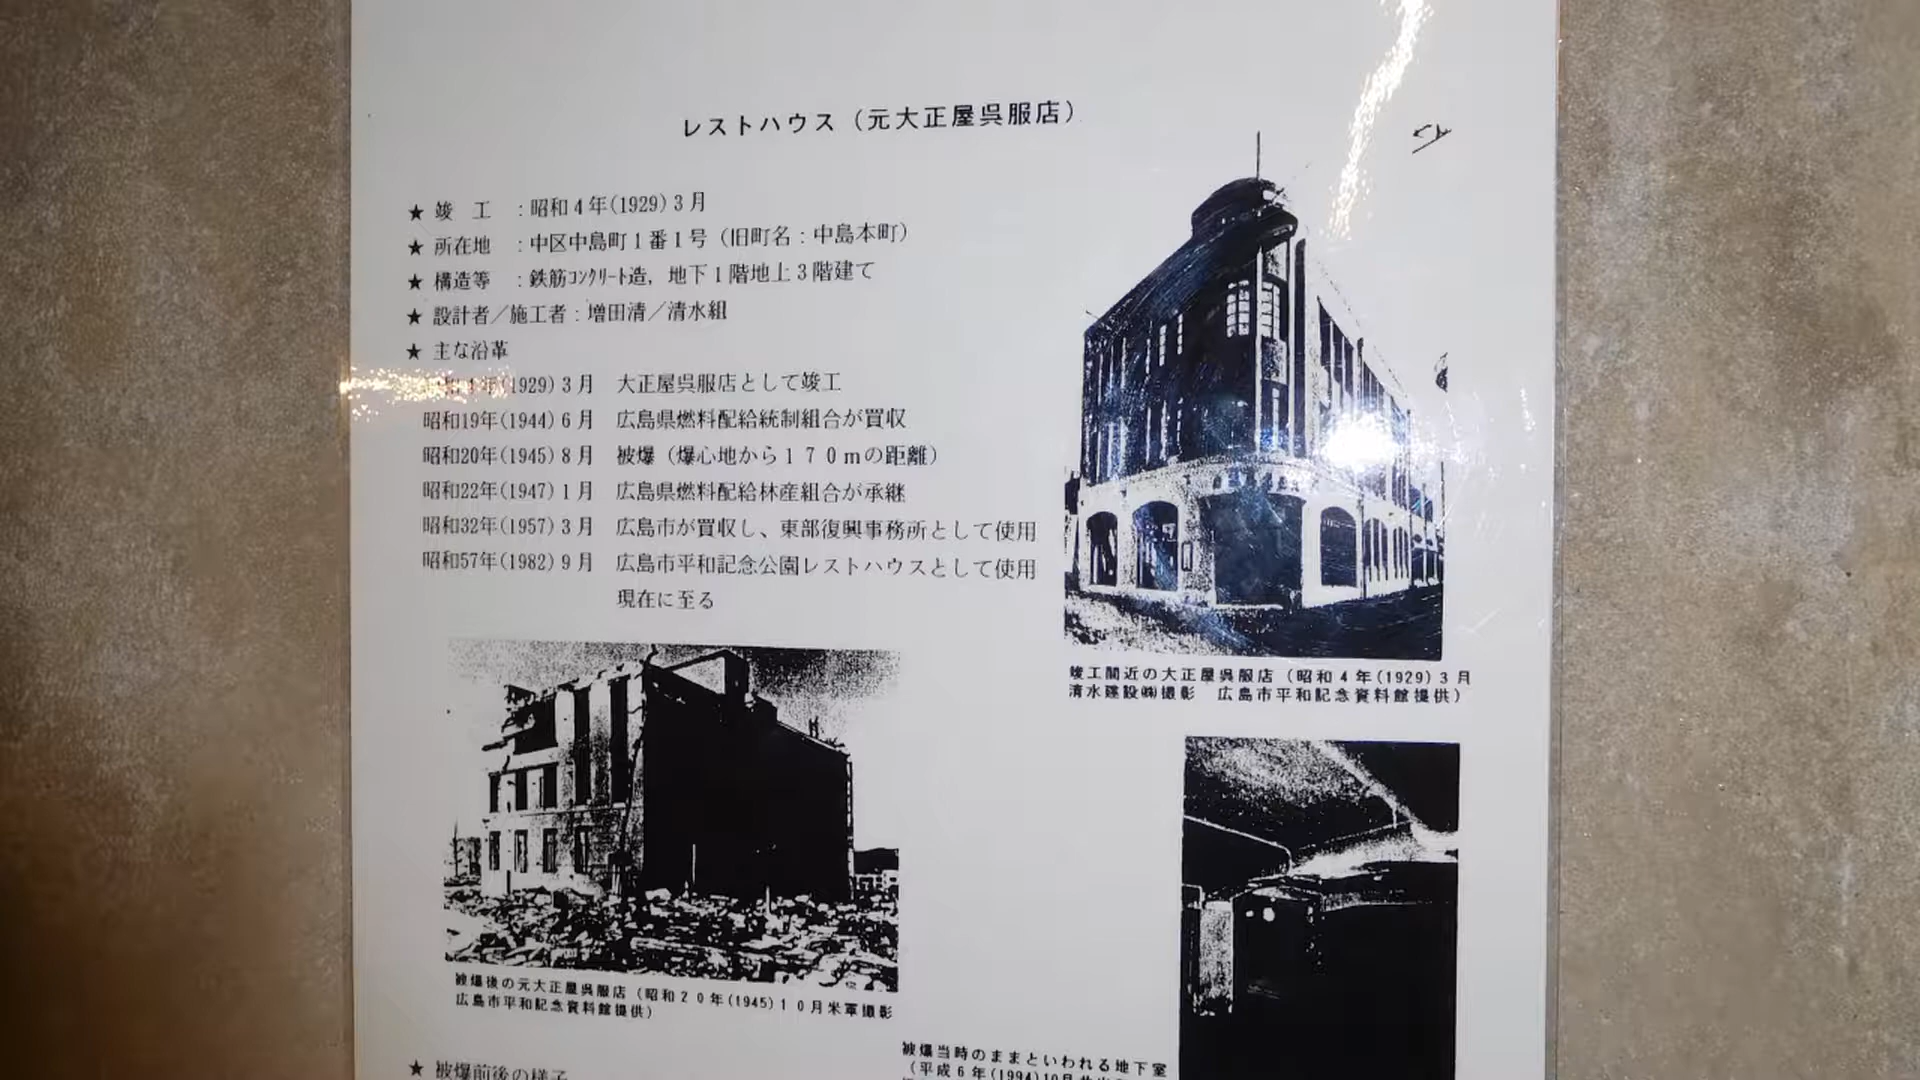 レストハウス（元大正屋呉服店）
★ 竣　工　：昭和４年(1929)３月
★ 所在地　：中区中島町１番１号（旧町名：中島本町）
★ 構造等　：鉄筋ｺﾝｸﾘｰﾄ造，地下１階地上３階建て
★ 設計者／施工者：増田清／清水組
★ 主な沿革
昭和４年(1929)３月　大正屋呉服店として竣工
昭和19年(1944)６月　広島県燃料配給統制組合が買収
昭和20年(1945)８月　被爆（爆心地から１７０ｍの距離）
昭和22年(1947)１月　広島県燃料配給林産組合が承継
昭和32年(1957)３月　広島市が買収し、東部復興事務所として使用
昭和57年(1982)９月　広島市平和記念公園レストハウスとして使用
現在に至る
竣工間近の大正屋呉服店（昭和４年(1929)３月
清水建設㈱撮影　広島市平和記念資料館提供）
被爆後の元大正屋呉服店（昭和２０年(1945)１０月米軍撮影
広島市平和記念資料館提供）
被爆当時のままといわれる地下室
（平成６年(1994)10月
★ 被爆前後の様子